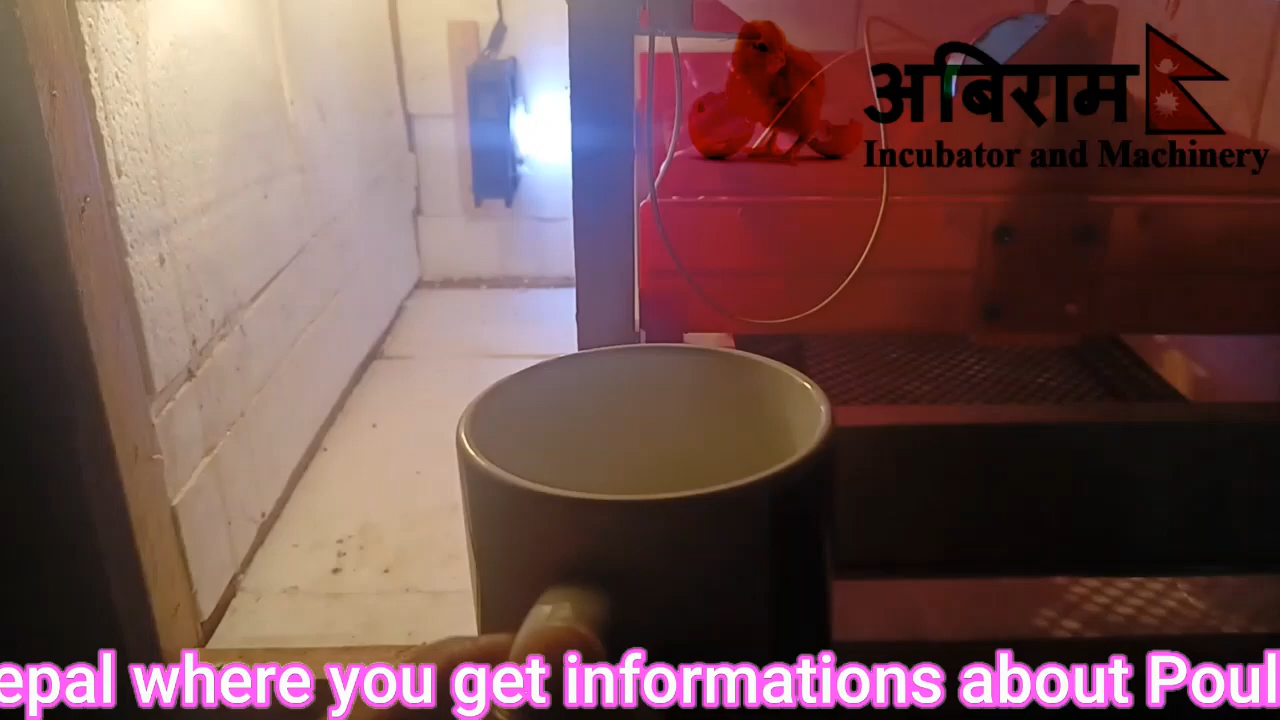 अबिराम
Incubator and Machinery
epal where you get informations about Poul